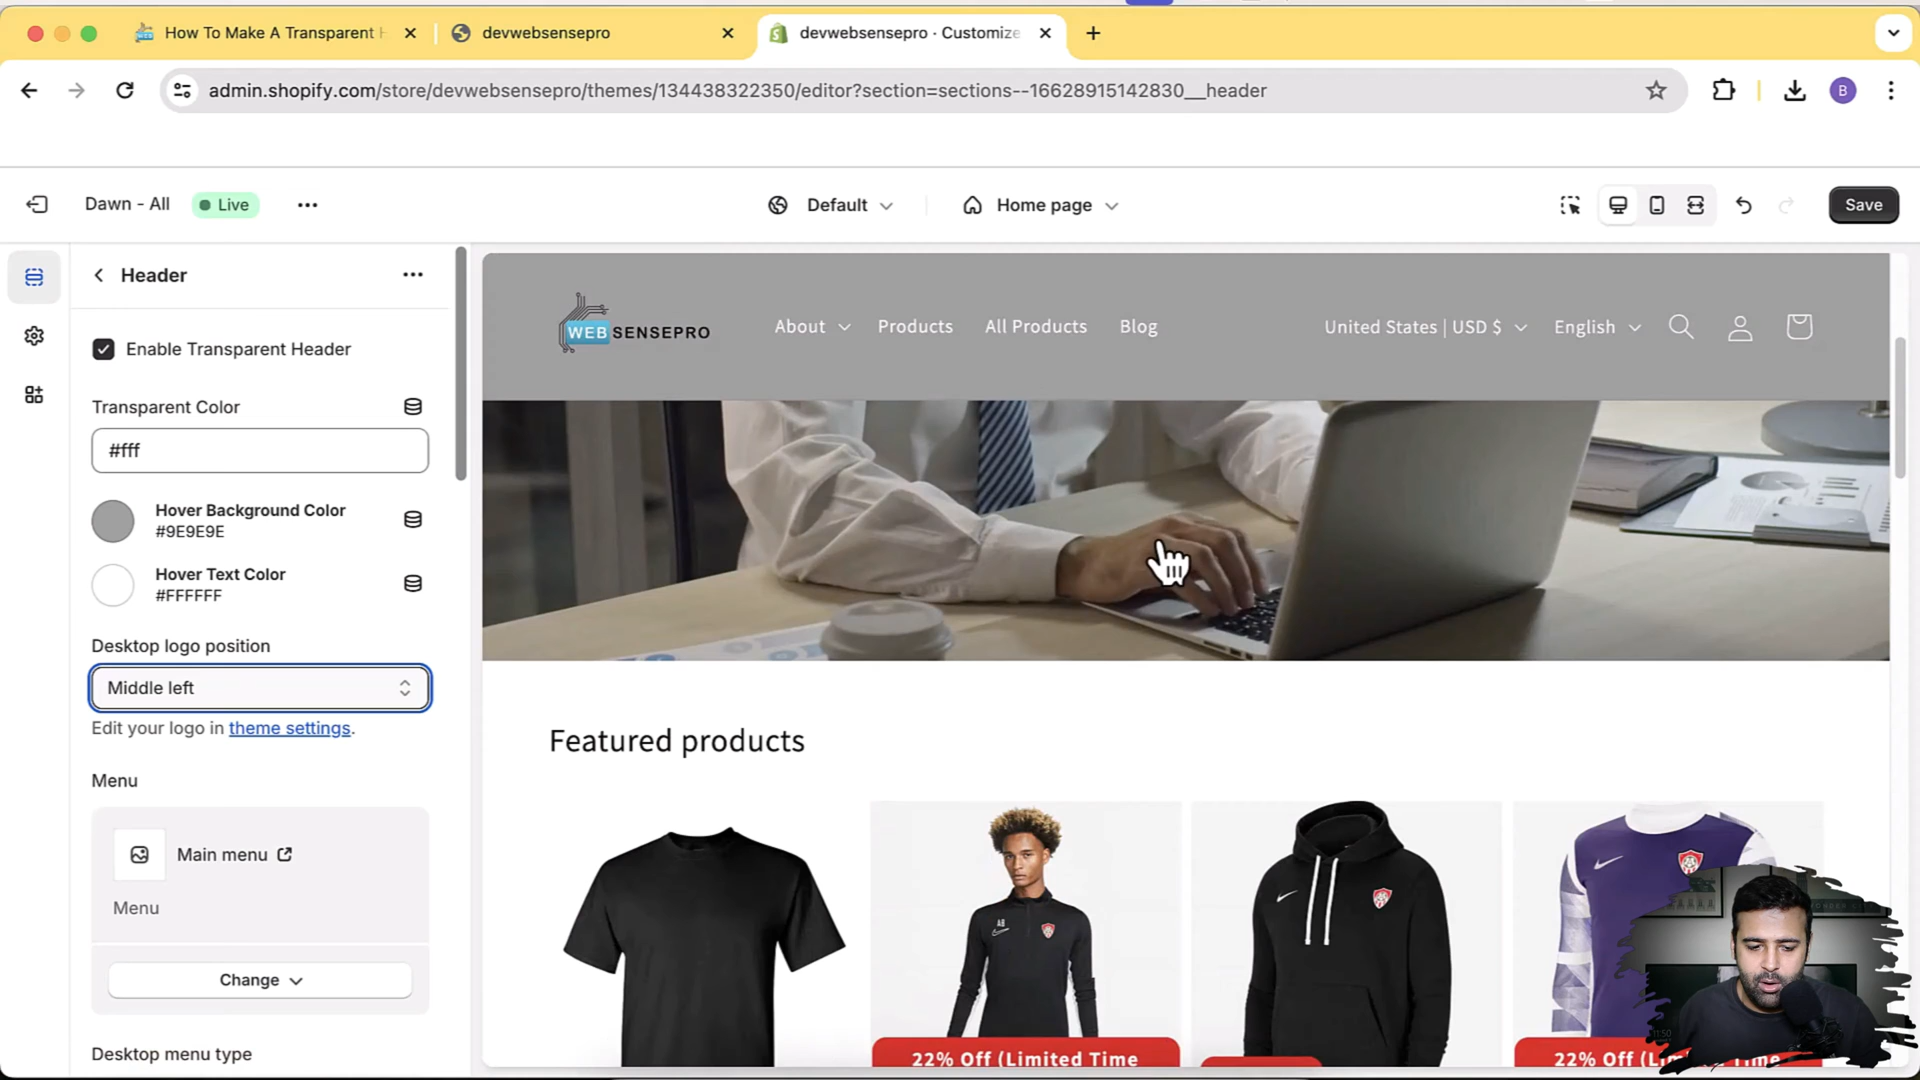 How To Make A Transparent H
devwebsensepro
devwebsensepro · Customize
admin.shopify.com/store/devwebsensepro/themes/134438322350/editor?section=sections--16628915142830__header
B
Dawn - All
Live
Default
Home page
Save
Header
Enable Transparent Header
Transparent Color
#fff
Hover Background Color
#9E9E9E
Hover Text Color
#FFFFFF
Desktop logo position
Middle left
Edit your logo in theme settings.
Menu
Main menu
Menu
Change
Desktop menu type
WEB SENSEPRO
About
Products
All Products
Blog
United States | USD $
English
Featured products
AB
22% Off (Limited Time
22% Off (